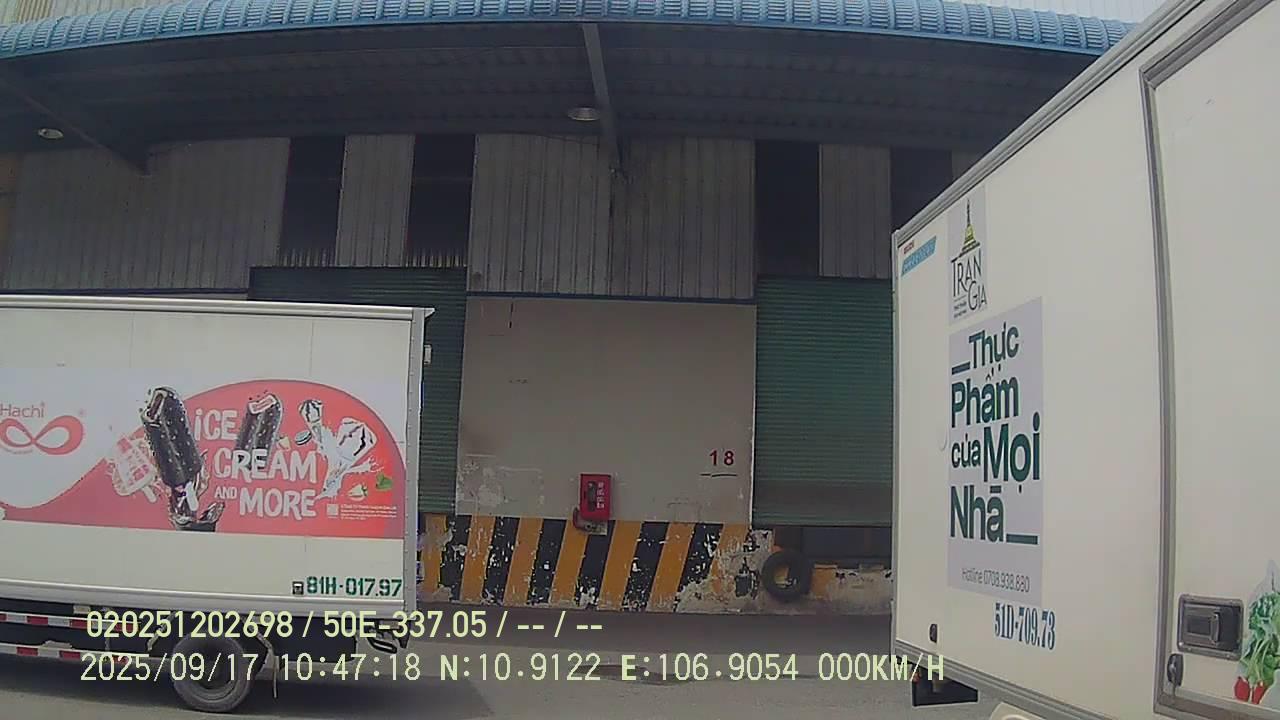 Hachi
ICE
CREAM
AND MORE
81H-017.97
18
TRAN
GIA
Thực
Phẩm
của Mọi
Nhà
Hotline 0708.938.880
51D-709.73
020251202698 / 50E-337.05 / -- / --
2025/09/17 10:47:18 N:10.9122 E:106.9054 000KM/H